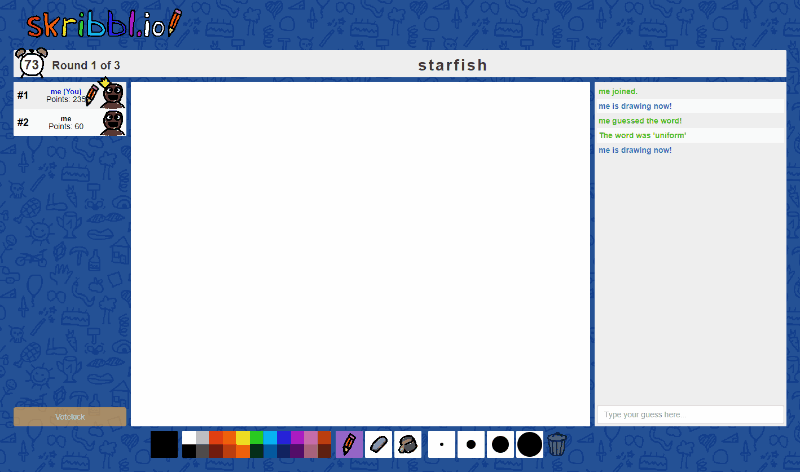 skribbl.io
73
Round 1 of 3
starfish
#1
me (You)
Points: 235
#2
me
Points: 60
me joined.
me is drawing now!
me guessed the word!
The word was 'uniform'
me is drawing now!
Votekick
Type your guess here...